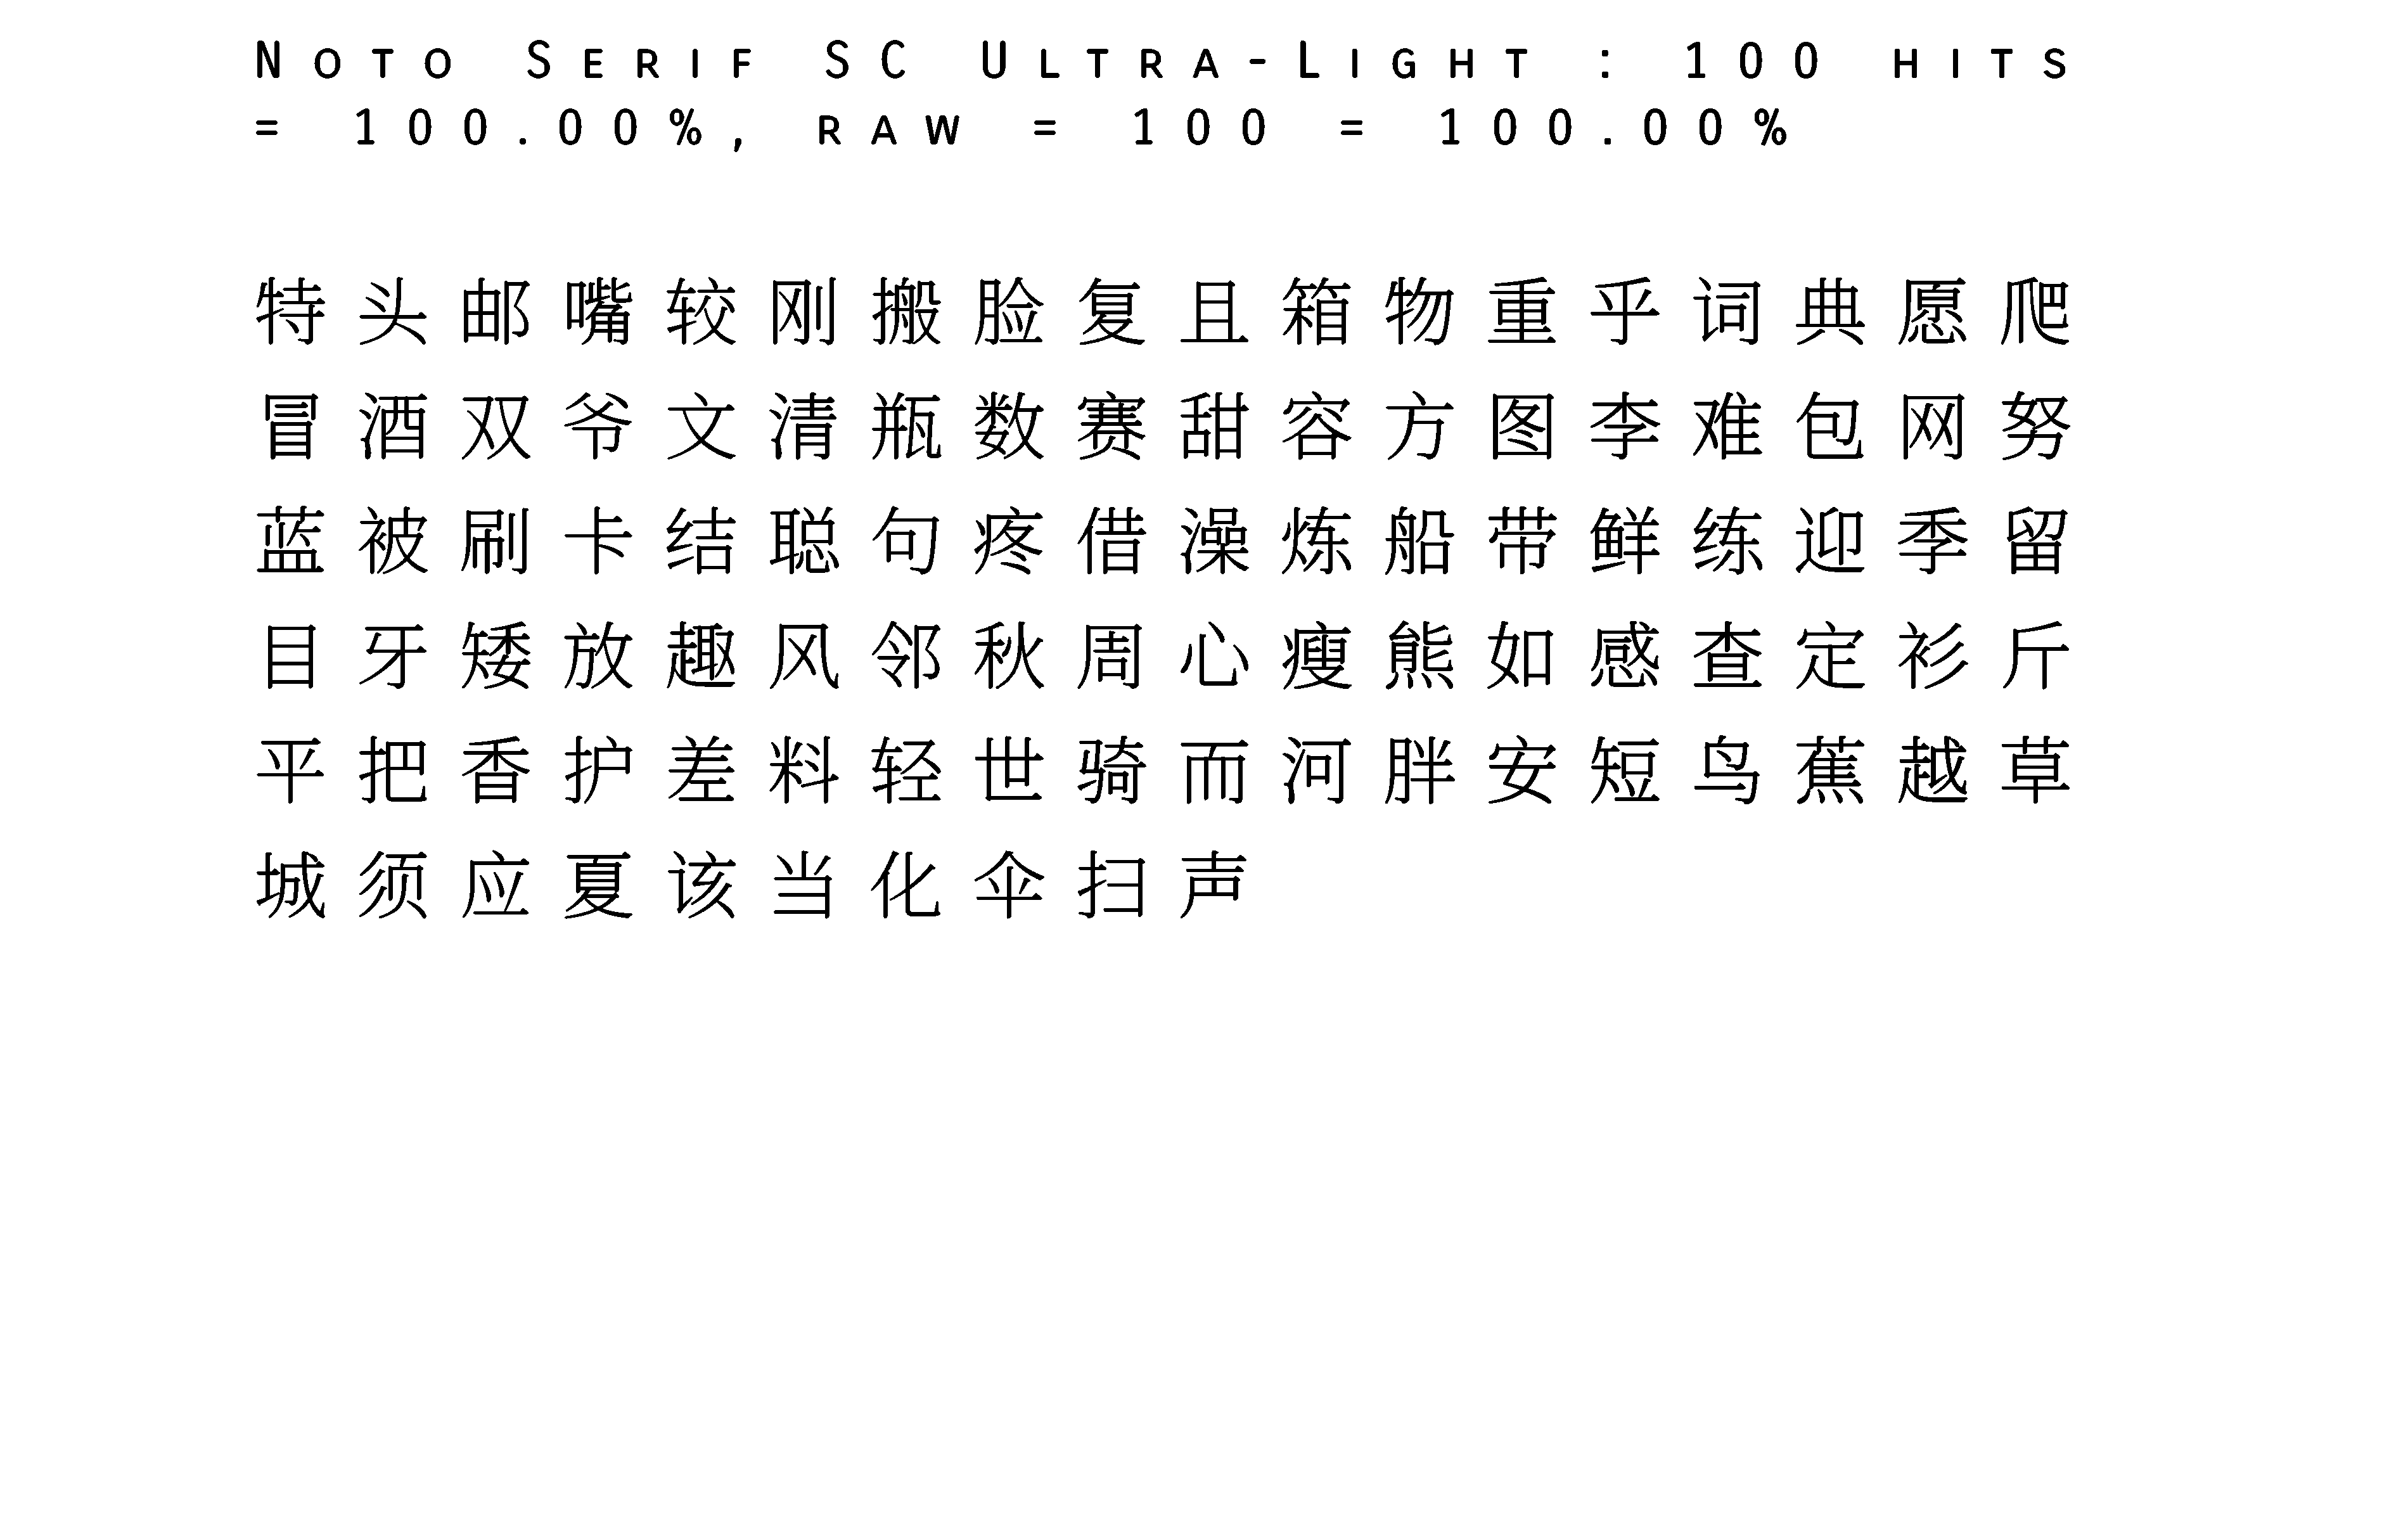 Noto Serif SC Ultra-Light : 100 hits
= 100.00%, raw = 100 = 100.00%
特头邮嘴较刚搬脸复且箱物重乎词典愿爬
冒酒双爷文清瓶数赛甜容方图李难包网努
蓝被刷卡结聪句疼借澡炼船带鲜练迎季留
目牙矮放趣风邻秋周心瘦熊如感查定衫斤
平把香护差料轻世骑而河胖安短鸟蕉越草
城须应夏该当化伞扫声